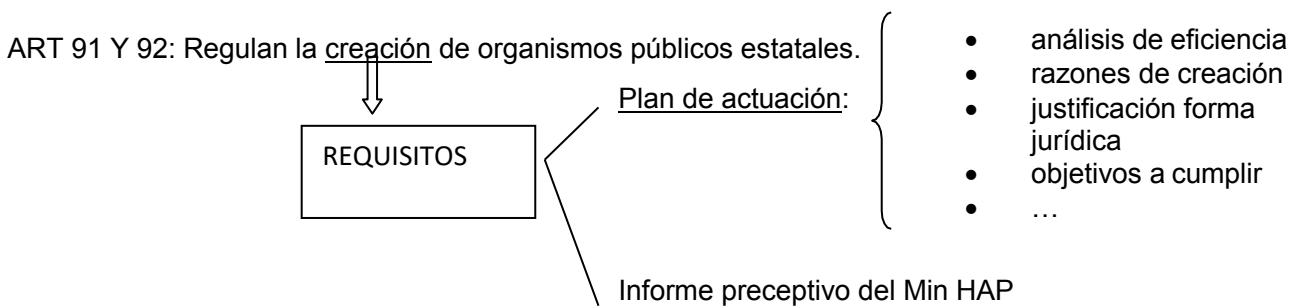 ART 91 Y 92: Regulan la creación de organismos públicos estatales.
REQUISITOS
Plan de actuación:
• análisis de eficiencia
• razones de creación
• justificación forma
jurídica
• objetivos a cumplir
• …
Informe preceptivo del Min HAP